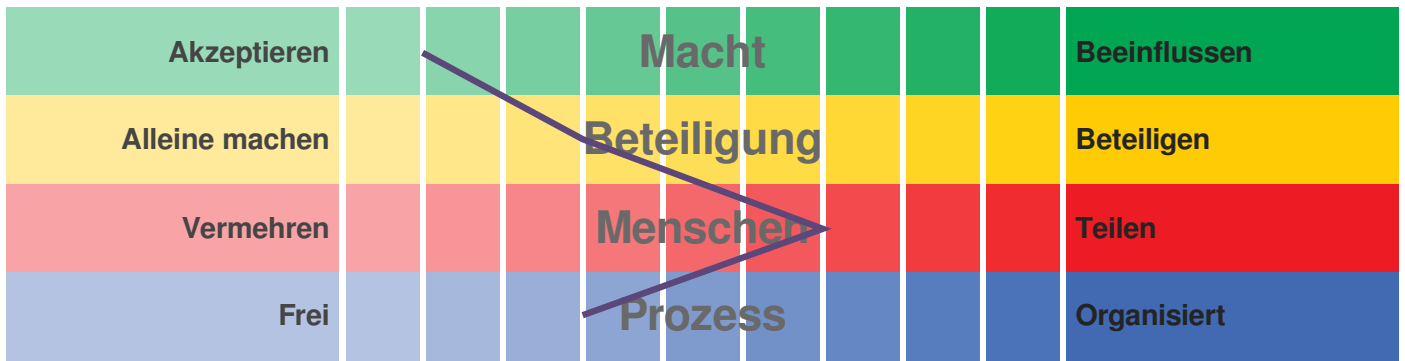 Akzeptieren Macht Beeinflussen
Alleine machen Beteiligung Beteiligen
Vermehren Menschen Teilen
Frei Prozess Organisiert